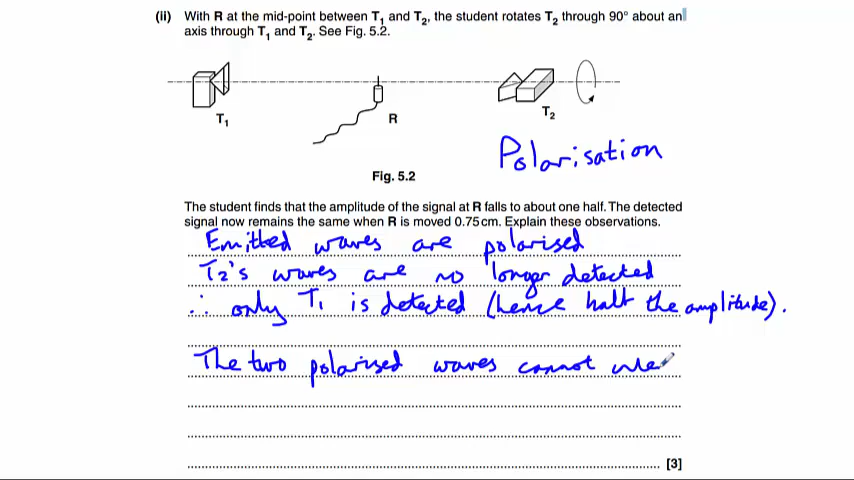 (ii) With R at the mid-point between T1 and T2, the student rotates T2 through 90° about an
axis through T1 and T2. See Fig. 5.2.
T1
R
T2
Polarisation
Fig. 5.2
The student finds that the amplitude of the signal at R falls to about one half. The detected
signal now remains the same when R is moved 0.75cm. Explain these observations.
Emitted waves are polarised
T2's waves are no longer detected
∴ only T1 is detected (hence half the amplitude).
The two polarised waves cannot
[3]